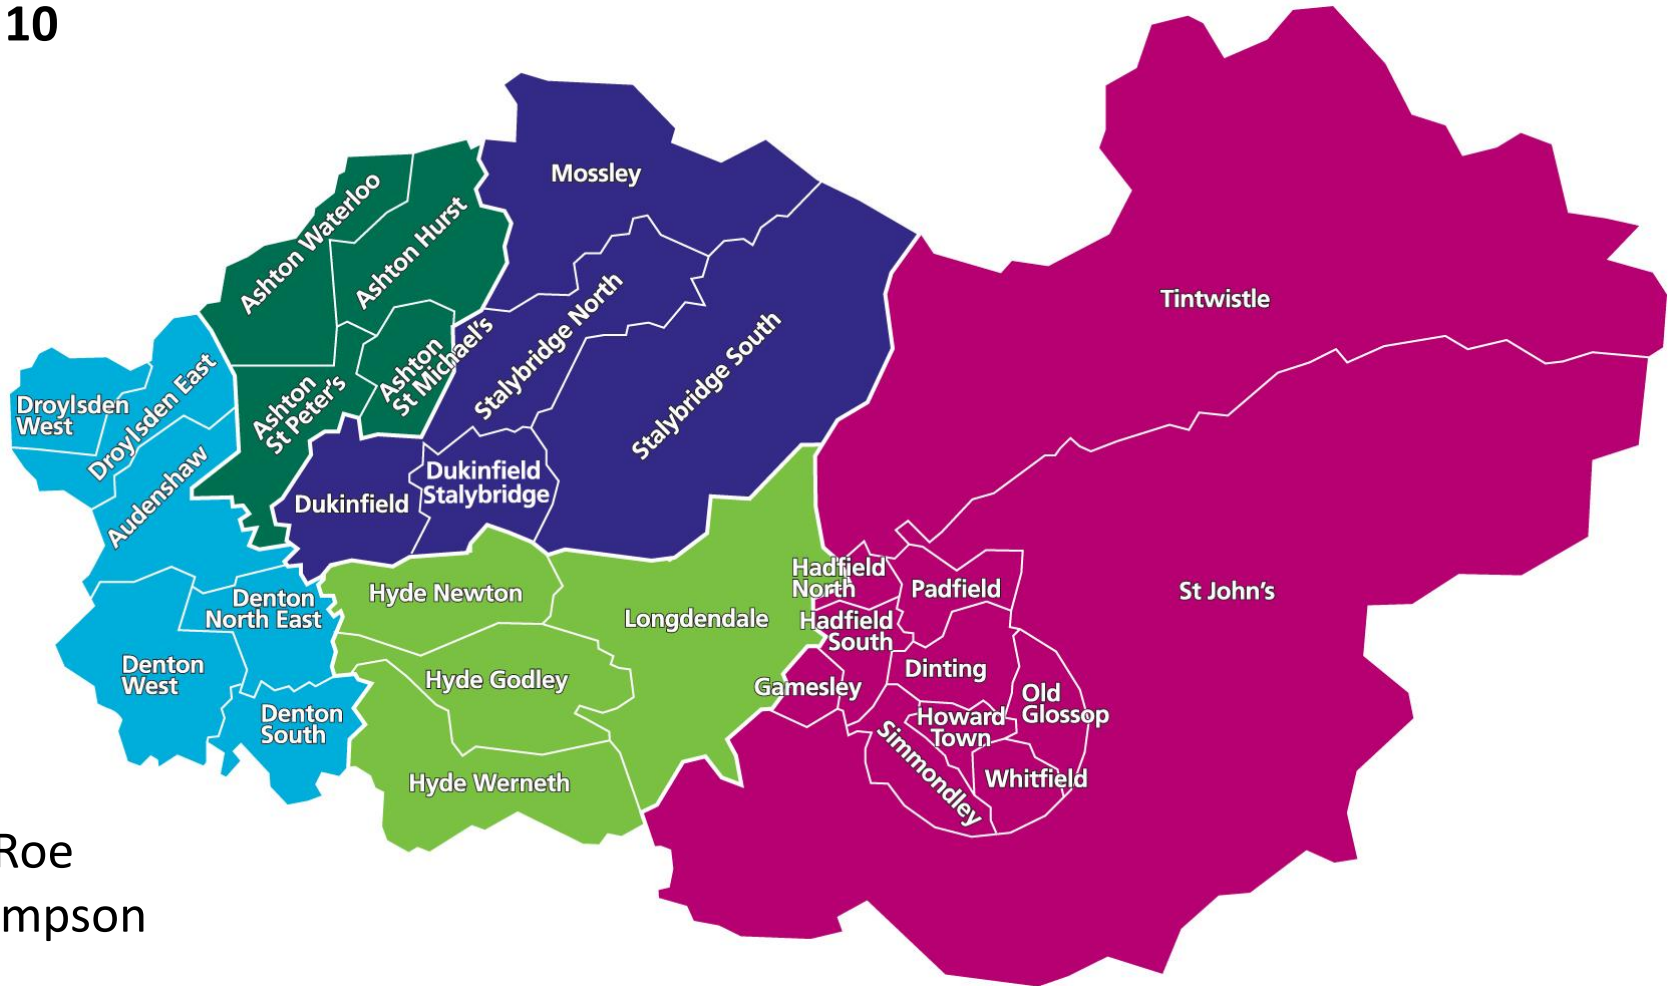 10
Mossley
Ashton Waterloo
Ashton Hurst
Tintwistle
Stalybridge North
Ashton
St Michael's
Stalybridge South
Droylsden
West
Droylsden East
Ashton
St Peter's
Audenshaw
Dukinfield
Dukinfield
Stalybridge
Hadfield
North
Padfield
St John's
Hyde Newton
Denton
North East
Longdendale
Hadfield
South
Denton
West
Hyde Godley
Gamesley
Dinting
Old
Glossop
Denton
South
Howard
Town
Simmondley
Whitfield
Hyde Werneth
Roe
mpson